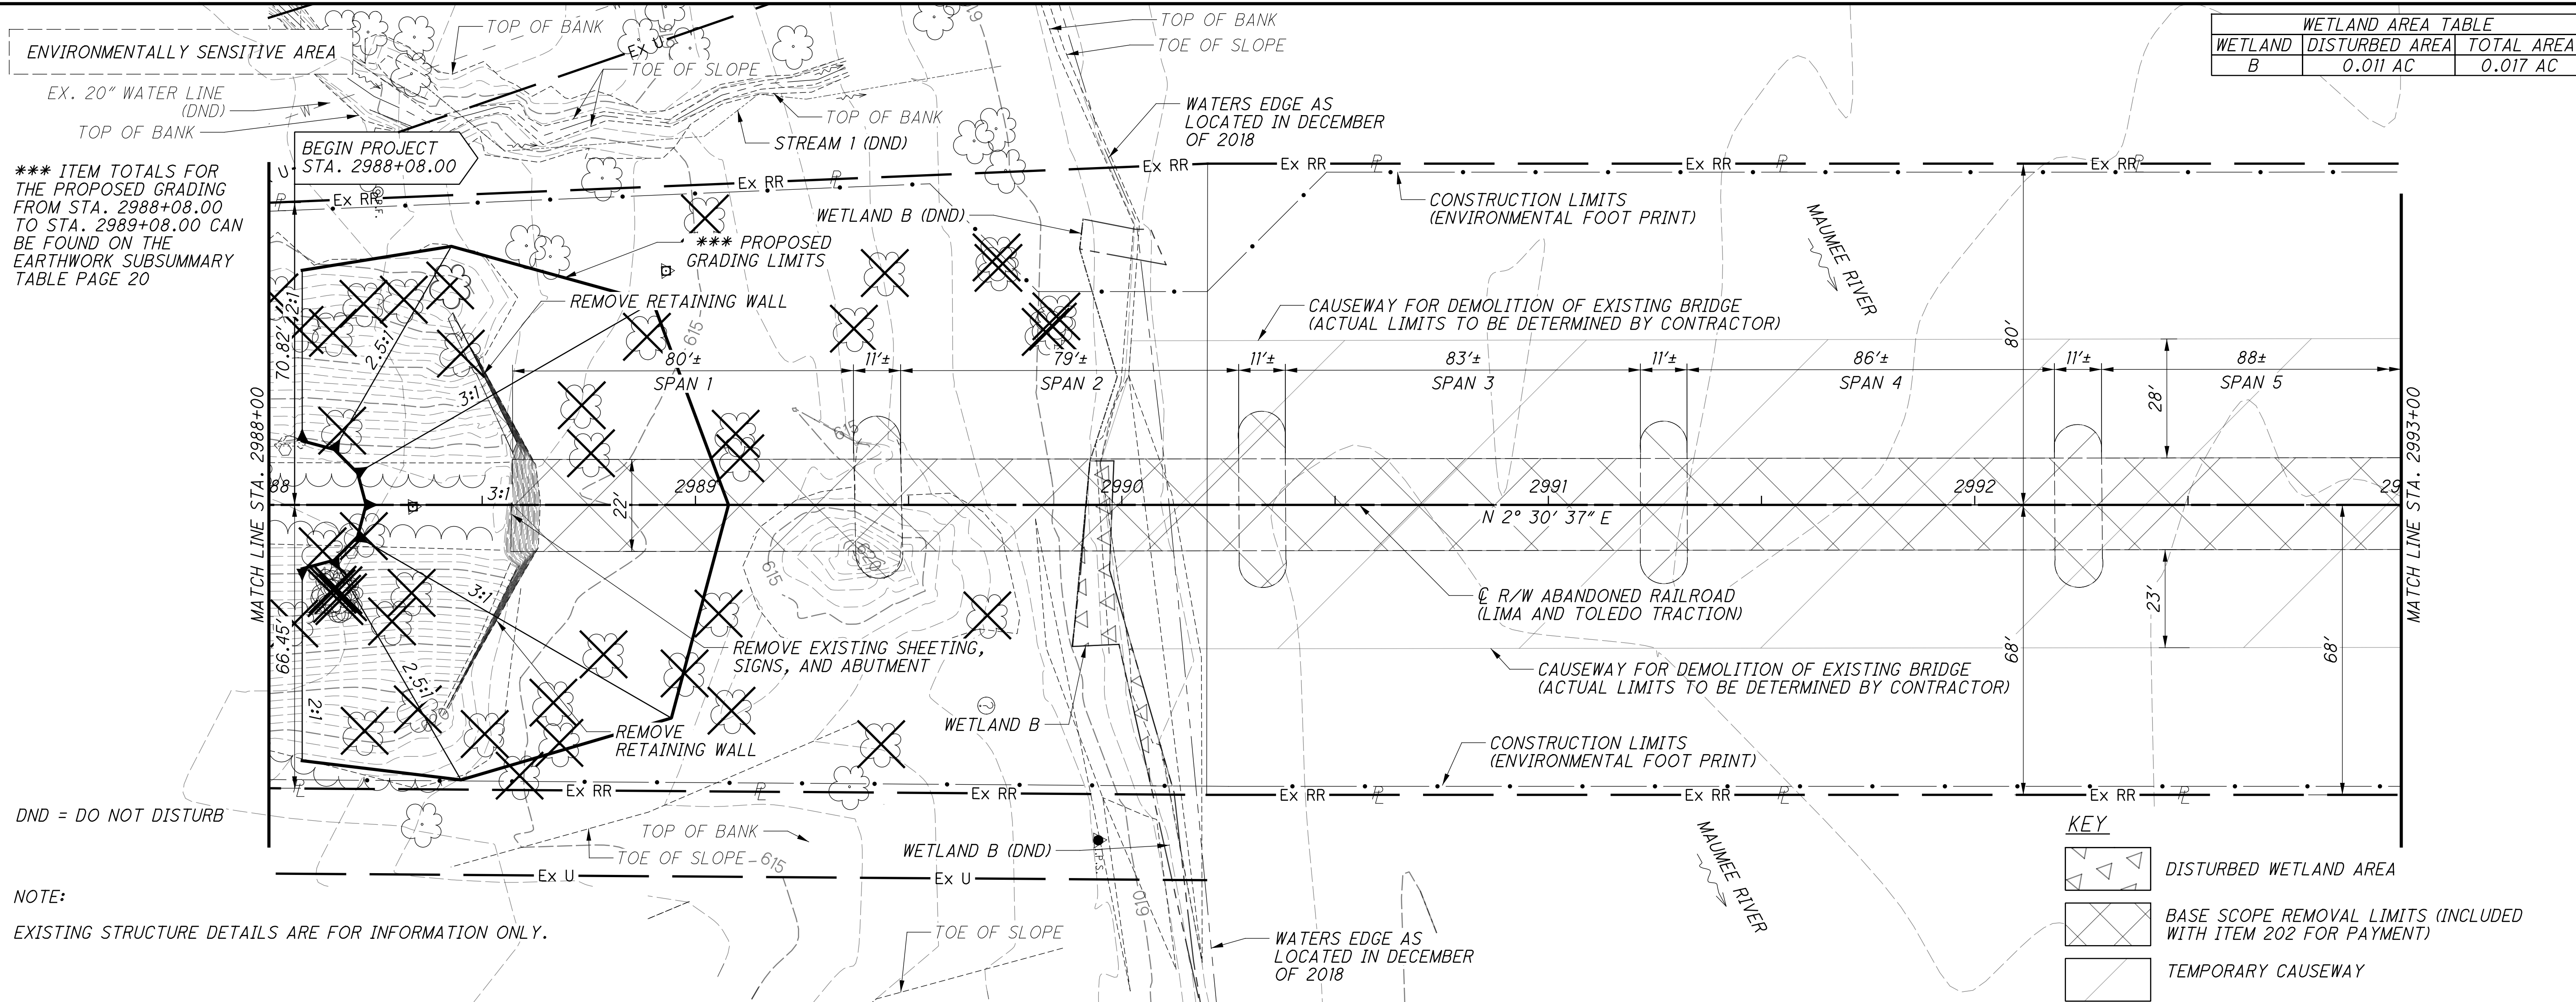 TOP OF BANK
ENVIRONMENTALLY SENSITIVE AREA
EX. 20" WATER LINE
(DND)
TOP OF BANK
W
Ex U
TOE OF SLOPE
TOP OF BANK
STREAM 1 (DND)
TOP OF BANK
TOE OF SLOPE
WATERS EDGE AS
LOCATED IN DECEMBER
OF 2018
WETLAND AREA TABLE
WETLAND DISTURBED AREA TOTAL AREA
B 0.011 AC 0.017 AC
BEGIN PROJECT
STA. 2988+08.00
*** ITEM TOTALS FOR
THE PROPOSED GRADING
FROM STA. 2988+08.00
TO STA. 2989+08.00 CAN
BE FOUND ON THE
EARTHWORK SUBSUMMARY
TABLE PAGE 20
U
Ex RR
Ex RR
Ex RR
Ex RR
Ex RR
Ex RR
CONSTRUCTION LIMITS
(ENVIRONMENTAL FOOT PRINT)
WETLAND B (DND)
*** PROPOSED
GRADING LIMITS
REMOVE RETAINING WALL
MAUMEE RIVER
CAUSEWAY FOR DEMOLITION OF EXISTING BRIDGE
(ACTUAL LIMITS TO BE DETERMINED BY CONTRACTOR)
2:1
70.82'
2.5:1
3:1
615
80'±
SPAN 1
11'±
79'±
SPAN 2
11'±
83'±
SPAN 3
11'±
86'±
SPAN 4
11'±
88'±
SPAN 5
80'
28'
MATCH LINE STA. 2988+00
MATCH LINE STA. 2993+00
615
88
3:1
22'
2989
2990
2991
2992
29
N 2° 30' 37" E
620
615
3:1
66.45'
2.5:1
2:1
REMOVE EXISTING SHEETING,
SIGNS, AND ABUTMENT
℄ R/W ABANDONED RAILROAD
(LIMA AND TOLEDO TRACTION)
23'
68'
68'
CAUSEWAY FOR DEMOLITION OF EXISTING BRIDGE
(ACTUAL LIMITS TO BE DETERMINED BY CONTRACTOR)
WETLAND B
REMOVE
RETAINING WALL
CONSTRUCTION LIMITS
(ENVIRONMENTAL FOOT PRINT)
Ex RR
Ex RR
Ex RR
Ex RR
Ex RR
DND = DO NOT DISTURB
TOP OF BANK
TOE OF SLOPE
615
WETLAND B (DND)
MAUMEE RIVER
Ex U
Ex U
610
TOE OF SLOPE
WATERS EDGE AS
LOCATED IN DECEMBER
OF 2018
NOTE:
EXISTING STRUCTURE DETAILS ARE FOR INFORMATION ONLY.
KEY
DISTURBED WETLAND AREA
BASE SCOPE REMOVAL LIMITS (INCLUDED
WITH ITEM 202 FOR PAYMENT)
TEMPORARY CAUSEWAY